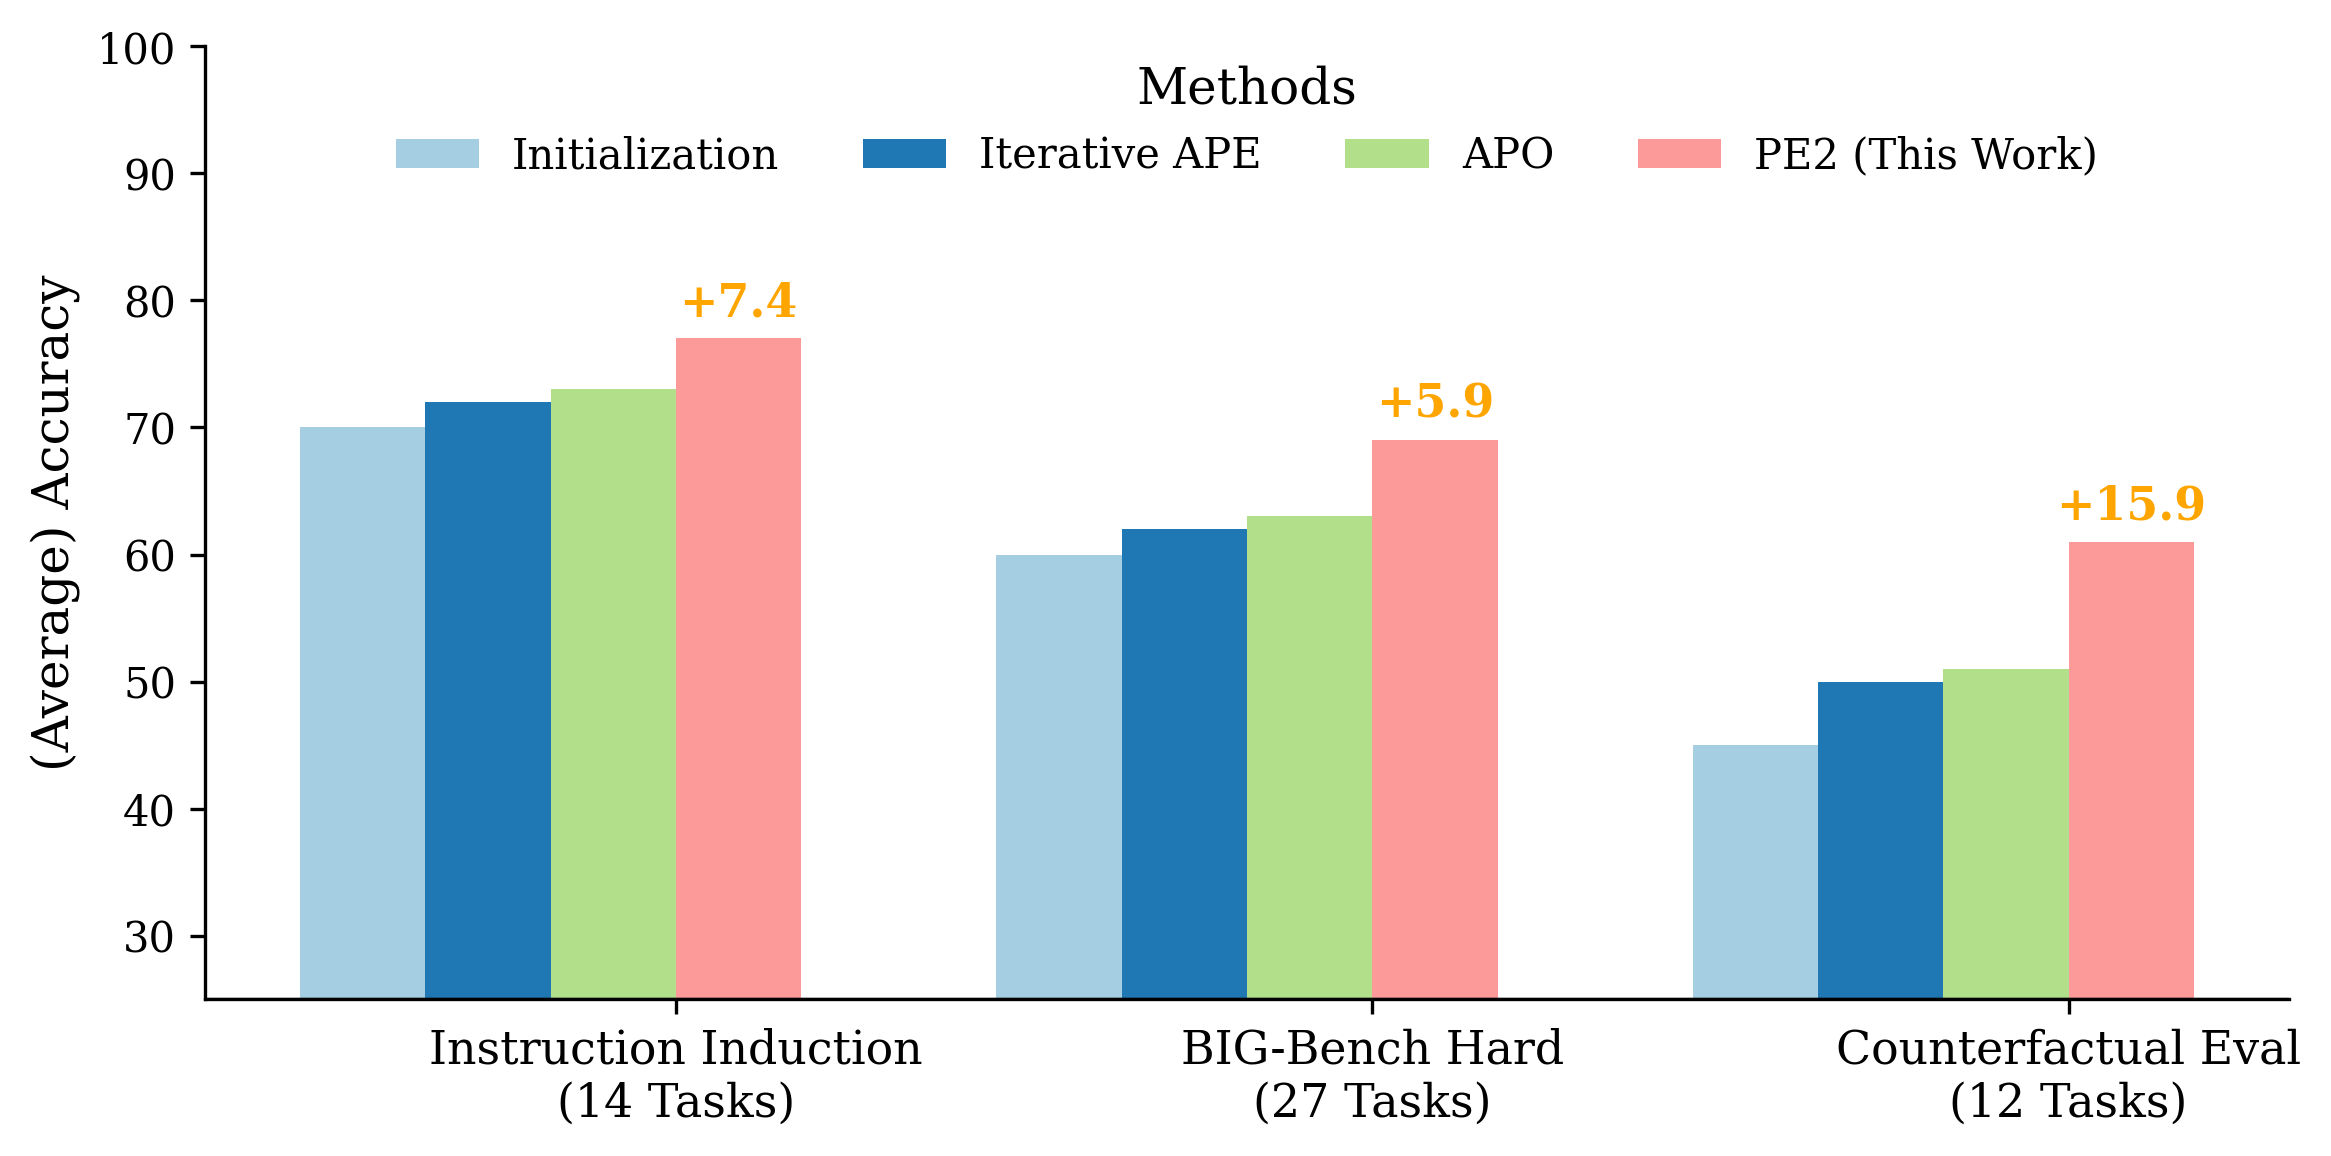 Methods
Initialization Iterative APE APO PE2 (This Work)
(Average) Accuracy
100
90
80
70
60
50
40
30
+7.4
+5.9
+15.9
Instruction Induction
(14 Tasks)
BIG-Bench Hard
(27 Tasks)
Counterfactual Eval
(12 Tasks)